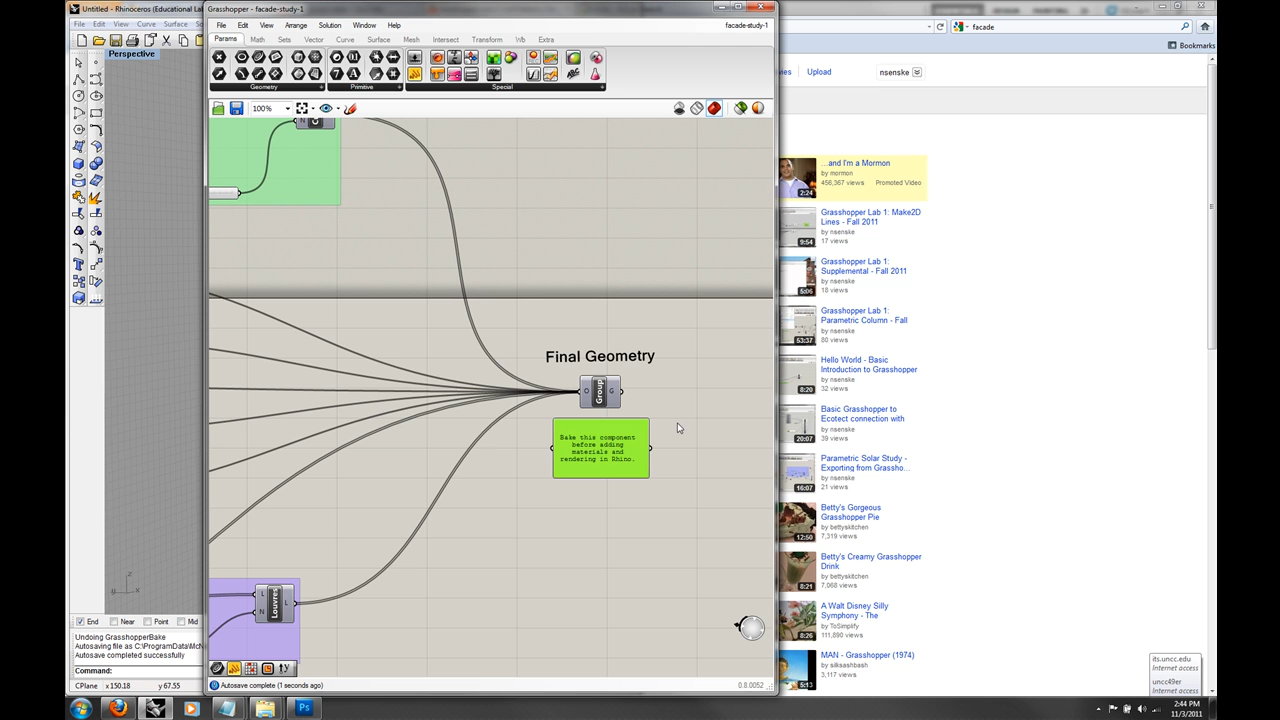 Untitled - Rhinoceros (Educational Lab
File Edit View Curve Surface
Perspective
End Near Point Mid
Undoing GrasshopperBake
Autosaving file as C:\ProgramData\McN
Autosave completed successfully
Command:
CPlane x 150.18 y 67.55
Grasshopper - facade-study-1
File Edit View Arrange Solution Window Help
facade-study-1
Params Math Sets Vector Curve Surface Mesh Intersect Transform Wb Extra
Geometry Primitive Special
100%
N
Final Geometry
O Group G
Bake this component
before adding
materials and
rendering in Rhino.
L
N
Louvres
L
Autosave complete (1 seconds ago)
0.8.0052
facade
Bookmarks
vies Upload
nsenske
...and I'm a Mormon
by mormon
456,367 views Promoted Video
2:24
Grasshopper Lab 1: Make2D
Lines - Fall 2011
by nsenske
17 views
9:54
Grasshopper Lab 1:
Supplemental - Fall 2011
by nsenske
18 views
5:06
Grasshopper Lab 1:
Parametric Column - Fall
by nsenske
80 views
53:37
Hello World - Basic
Introduction to Grasshopper
by nsenske
32 views
8:20
Basic Grasshopper to
Ecotect connection with
by nsenske
39 views
20:07
Parametric Solar Study -
Exporting from Grassho...
by nsenske
21 views
16:07
Betty's Gorgeous
Grasshopper Pie
by bettyskitchen
7,319 views
12:50
Betty's Creamy Grasshopper
Drink
by bettyskitchen
7,068 views
8:21
A Walt Disney Silly
Symphony - The
by ToSimplify
111,890 views
8:26
MAN - Grasshopper (1974)
by silksashbash
3,117 views
5:13
its.uncc.edu
Internet access
uncc49er
Internet access
2:44 PM
11/3/2011